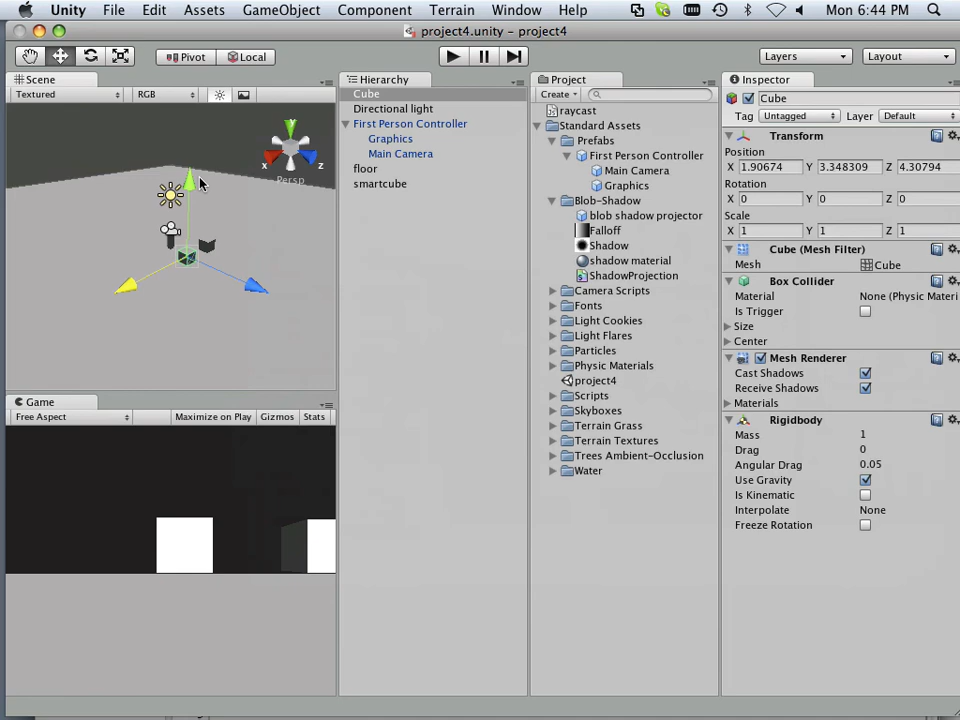 Unity File Edit Assets GameObject Component Terrain Window Help Mon 6:44 PM
project4.unity – project4
Pivot Local Layers Layout
Scene
Textured RGB
x z
Persp
Game
Free Aspect Maximize on Play Gizmos Stats
Hierarchy
Cube
Directional light
First Person Controller
Graphics
Main Camera
floor
smartcube
Project
Create
raycast
Standard Assets
Prefabs
First Person Controller
Main Camera
Graphics
Blob-Shadow
blob shadow projector
Falloff
Shadow
shadow material
ShadowProjection
Camera Scripts
Fonts
Light Cookies
Light Flares
Particles
Physic Materials
project4
Scripts
Skyboxes
Terrain Grass
Terrain Textures
Trees Ambient-Occlusion
Water
Inspector
Cube
Tag Untagged Layer Default
Transform
Position
X 1.90674 Y 3.348309 Z 4.30794
Rotation
X 0 Y 0 Z 0
Scale
X 1 Y 1 Z 1
Cube (Mesh Filter)
Mesh Cube
Box Collider
Material None (Physic Materi
Is Trigger
Size
Center
Mesh Renderer
Cast Shadows
Receive Shadows
Materials
Rigidbody
Mass 1
Drag 0
Angular Drag 0.05
Use Gravity
Is Kinematic
Interpolate None
Freeze Rotation